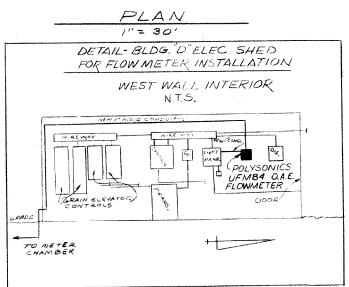 PLAN
1" = 30'
DETAIL - BLDG. "D" ELEC SHED
FOR FLOW METER INSTALLATION
WEST WALL INTERIOR
N.T.S.
WIREWAY
WIREWAY
POLYSONICS
UFM84 O.A.E.
FLOWMETER
GRAIN ELEVATOR
CONTROLS
DOOR
GRADE
TO METER
CHAMBER